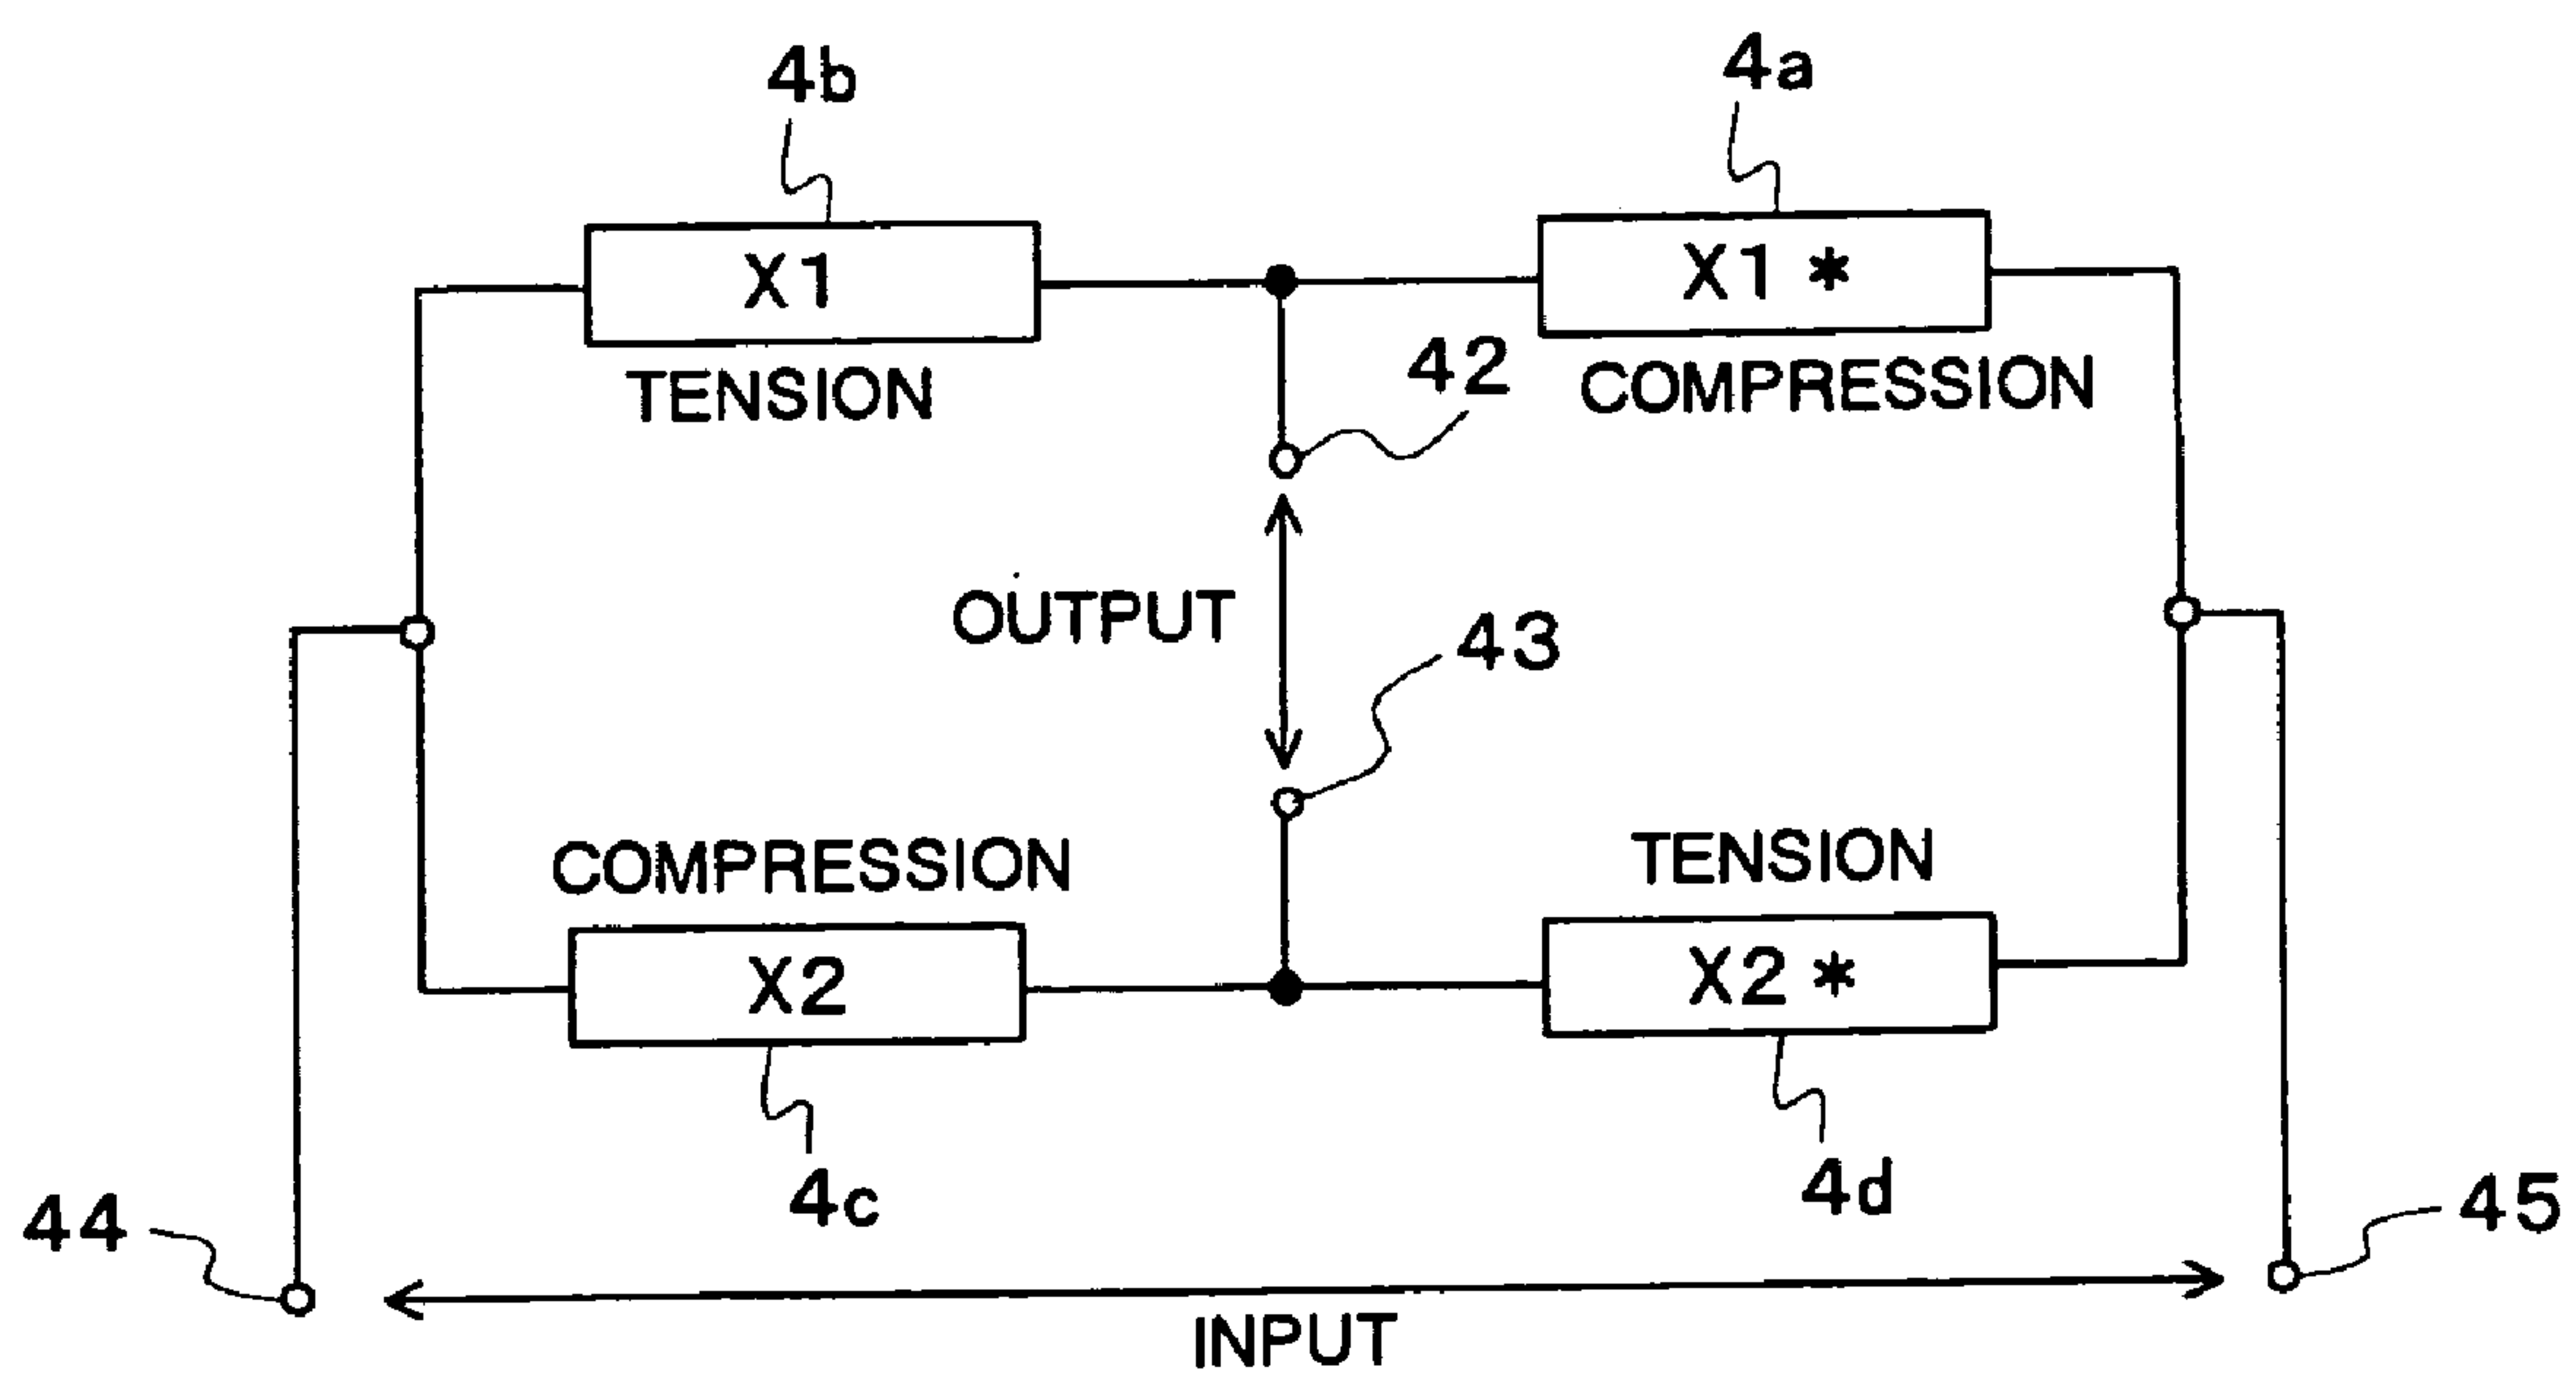 4b
4a
X1
X1 *
TENSION
COMPRESSION
42
OUTPUT
43
COMPRESSION
TENSION
X2
X2 *
4c
4d
44
45
INPUT